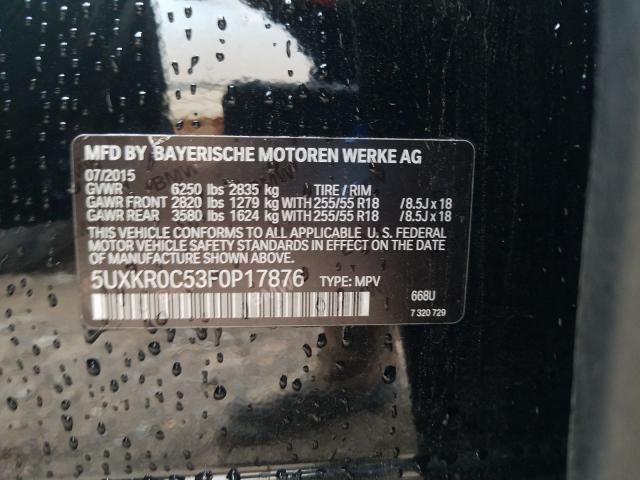 MFD BY BAYERISCHE MOTOREN WERKE AG
07/2015
GVWR 6250 lbs 2835 kg TIRE / RIM
GAWR FRONT 2820 lbs 1279 kg WITH 255/55 R18 /8.5J x 18
GAWR REAR 3580 lbs 1624 kg WITH 255/55 R18 /8.5J x 18
THIS VEHICLE CONFORMS TO ALL APPLICABLE U. S. FEDERAL
MOTOR VEHICLE SAFETY STANDARDS IN EFFECT ON THE DATE
OF MANUFACTURE SHOWN ABOVE.
5UXKR0C53F0P17876 TYPE: MPV
668U
7 320 729